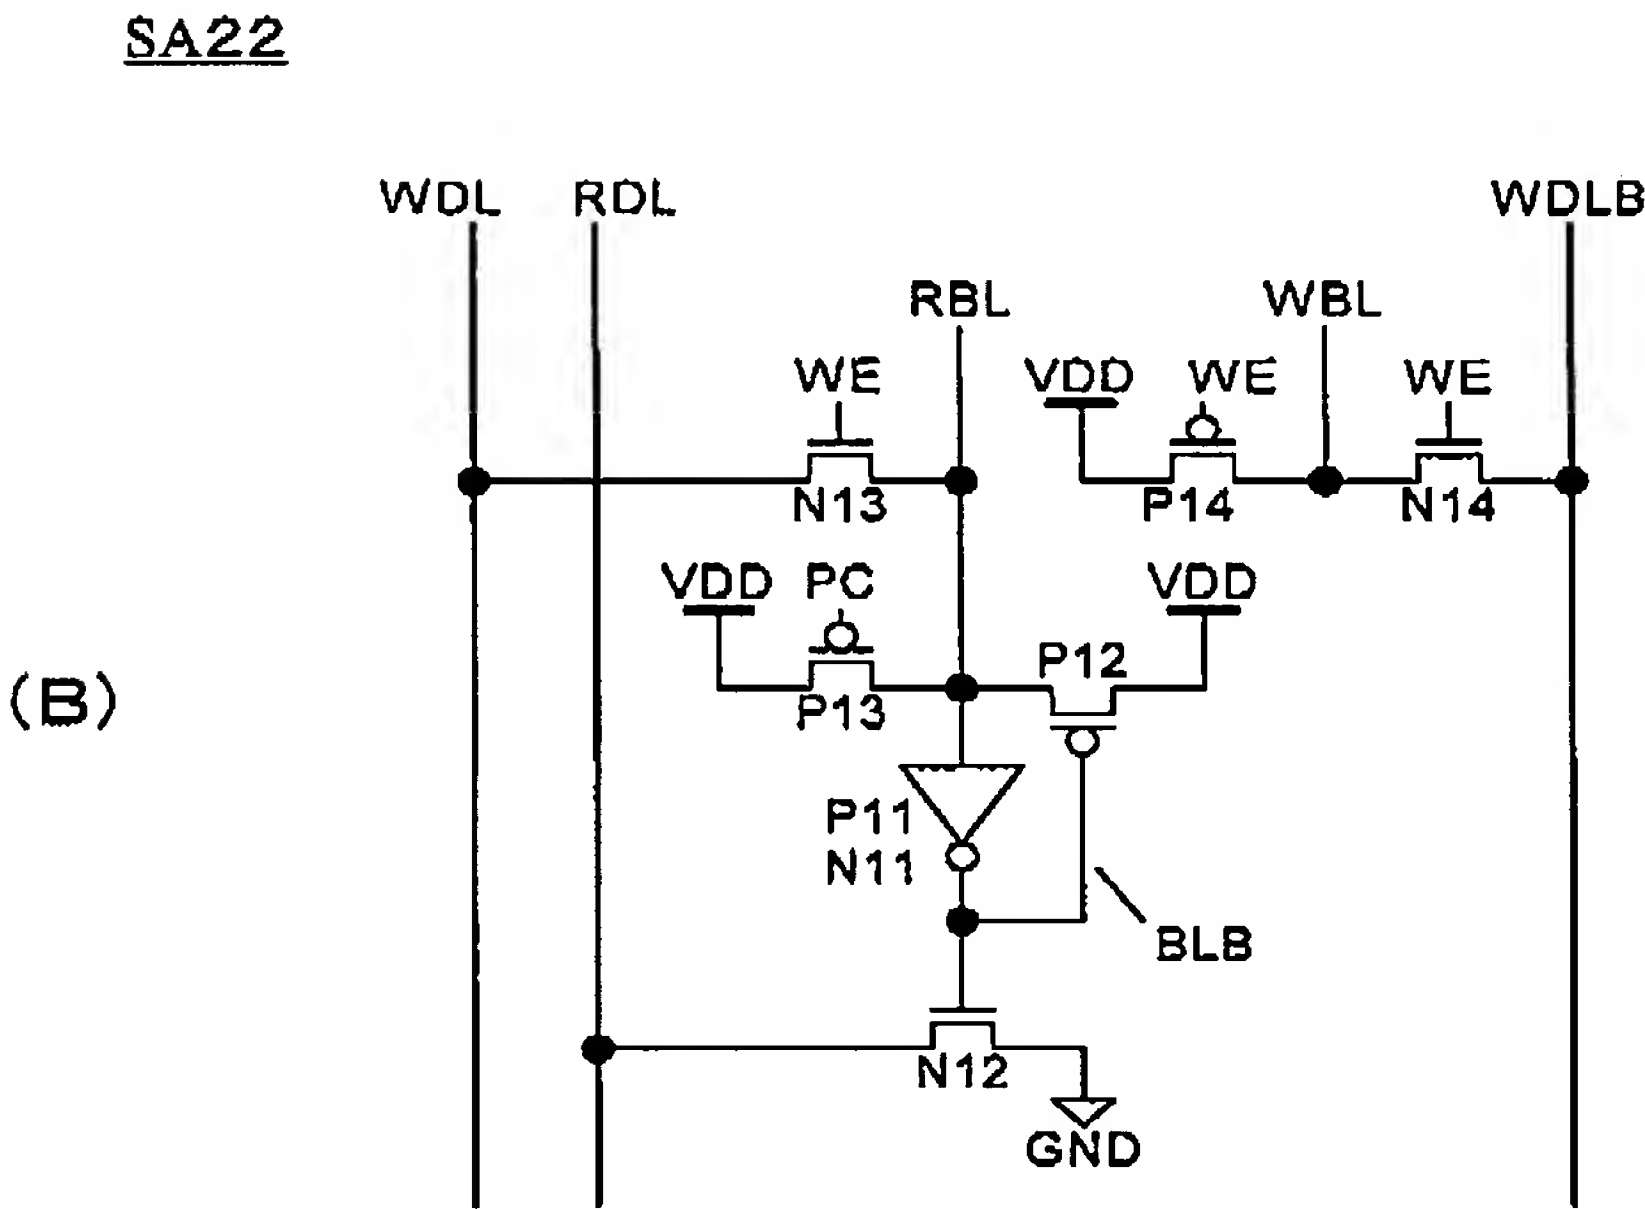 SA22
WDL RDL WDLB
RBL WBL
WE VDD WE WE
N13 P14 N14
VDD PC VDD
P12
(B) P13
P11
N11
BLB
N12
GND